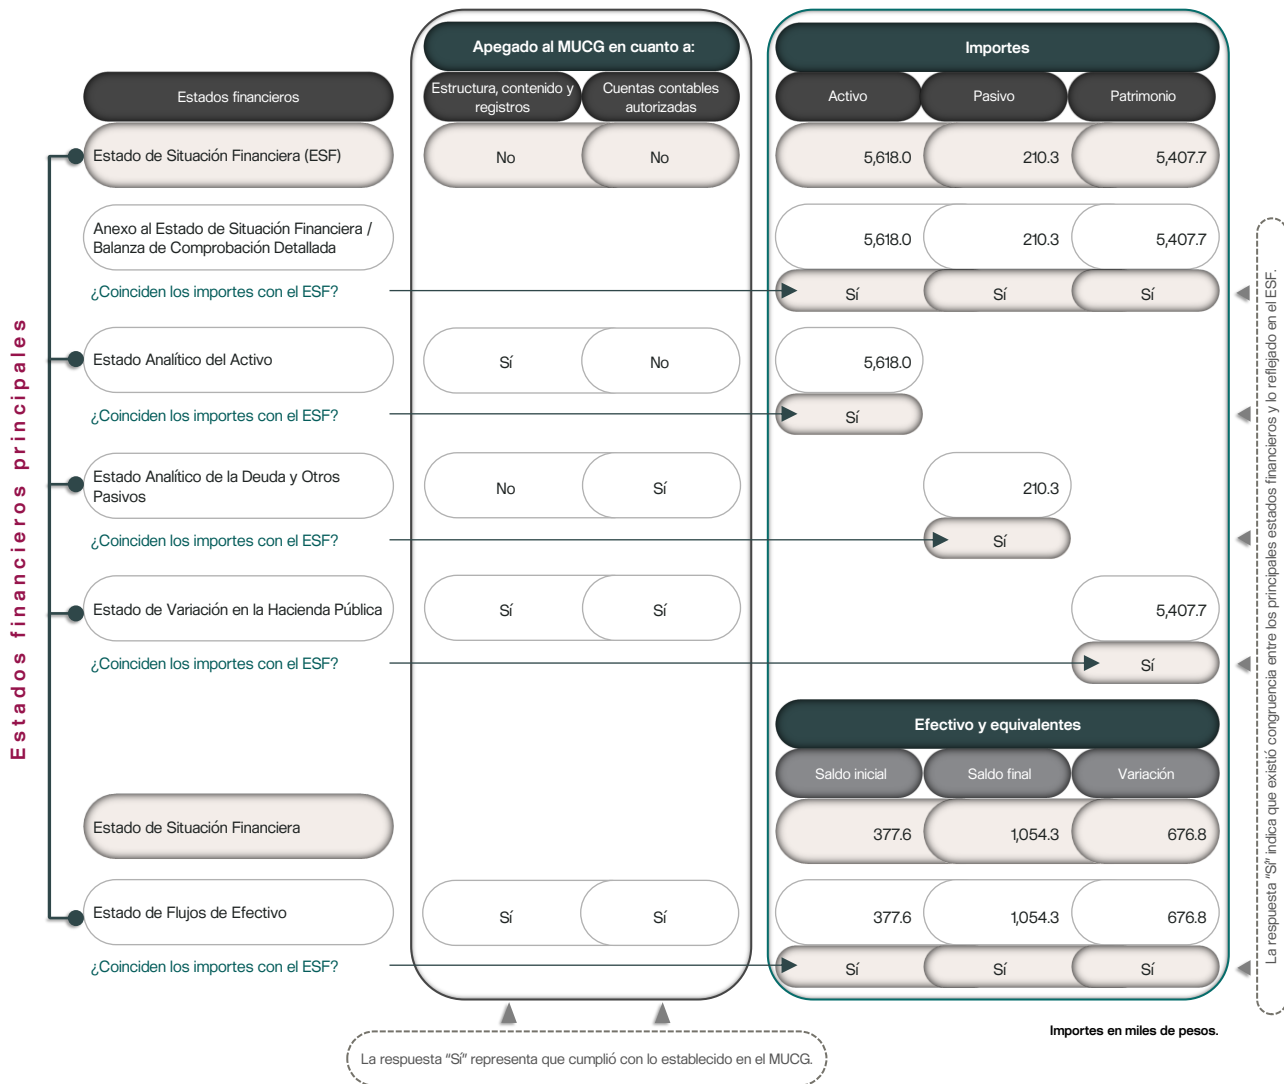 Apegado al MUCG en cuanto a:
Importes
Estados financieros
Estructura, contenido y
registros
Cuentas contables
autorizadas
Activo
Pasivo
Patrimonio
Estados financieros principales
Estado de Situación Financiera (ESF)
No
No
5,618.0
210.3
5,407.7
Anexo al Estado de Situación Financiera /
Balanza de Comprobación Detallada
5,618.0
210.3
5,407.7
¿Coinciden los importes con el ESF?
Sí
Sí
Sí
Estado Analítico del Activo
Sí
No
5,618.0
¿Coinciden los importes con el ESF?
Sí
Estado Analítico de la Deuda y Otros
Pasivos
No
Sí
210.3
¿Coinciden los importes con el ESF?
Sí
Estado de Variación en la Hacienda Pública
Sí
Sí
5,407.7
¿Coinciden los importes con el ESF?
Sí
Efectivo y equivalentes
Saldo inicial
Saldo final
Variación
Estado de Situación Financiera
377.6
1,054.3
676.8
Estado de Flujos de Efectivo
Sí
Sí
377.6
1,054.3
676.8
¿Coinciden los importes con el ESF?
Sí
Sí
Sí
La respuesta "Sí" indica que existió congruencia entre los principales estados financieros y lo reflejado en el ESF.
Importes en miles de pesos.
La respuesta "Sí" representa que cumplió con lo establecido en el MUCG.